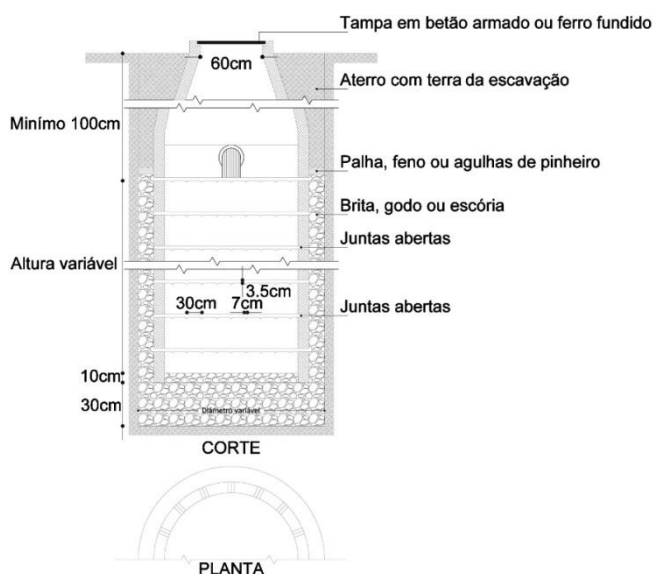 Tampa em betão armado ou ferro fundido
60cm
Aterro com terra da escavação
Minímo 100cm
Palha, feno ou agulhas de pinheiro
Brita, godo ou escória
Juntas abertas
Altura variável
3.5cm
30cm
7cm
Juntas abertas
10cm
30cm
Diâmetro variável
CORTE
PLANTA